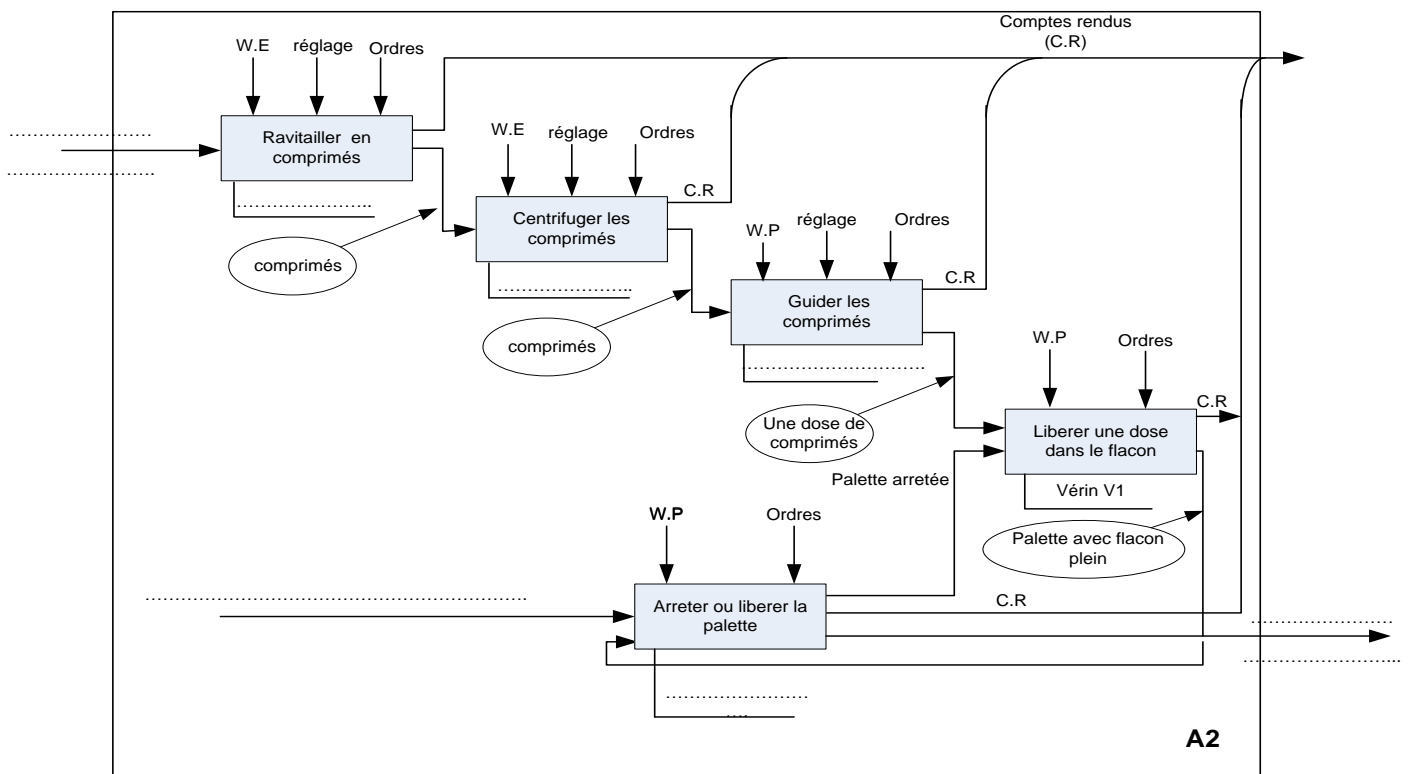 Comptes rendus
(C.R)
W.E réglage Ordres
Ravitailler en
comprimés
W.E réglage Ordres
C.R
Centrifuger les
comprimés
comprimés
W.P réglage Ordres
C.R
Guider les
comprimés
comprimés
W.P Ordres
C.R
Une dose de
comprimés
Liberer une dose
dans le flacon
Palette arretée
Vérin V1
W.P Ordres
Palette avec flacon
plein
C.R
Arreter ou liberer la
palette
A2